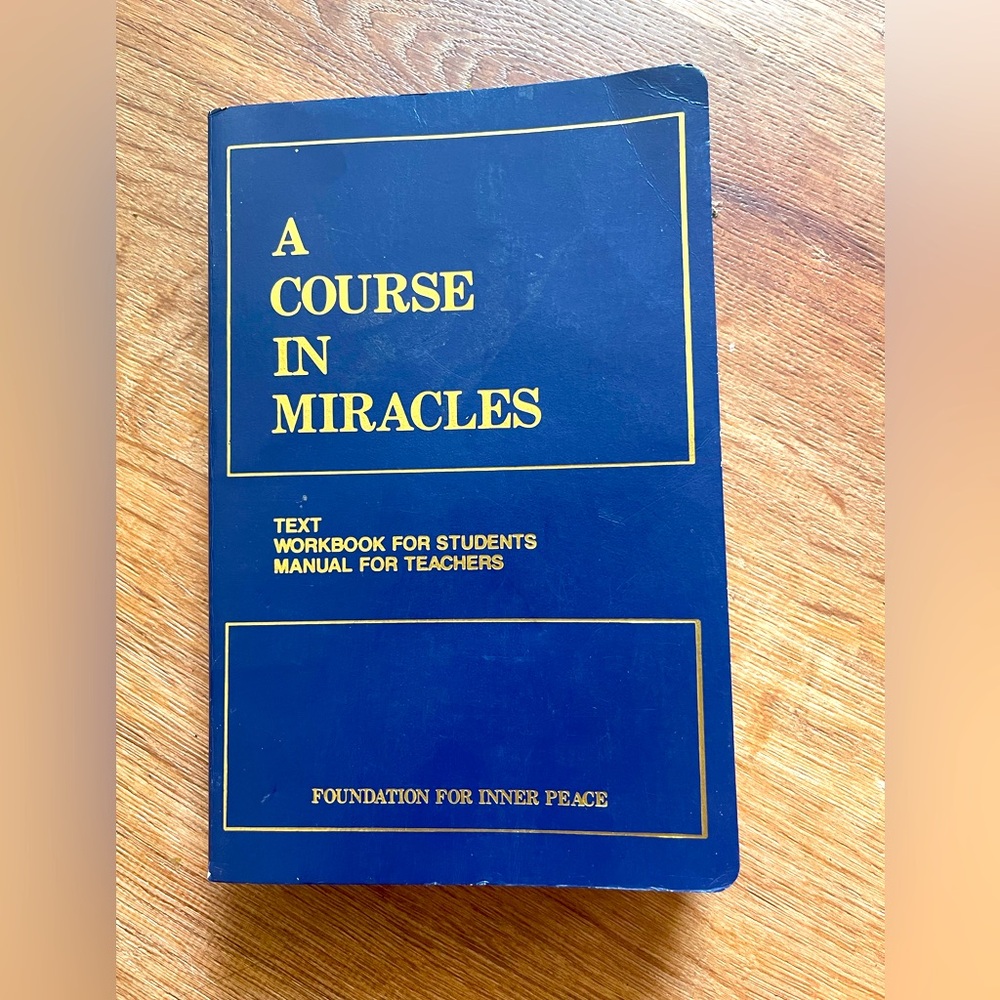 A
COURSE
IN
MIRACLES
TEXT
WORKBOOK FOR STUDENTS
MANUAL FOR TEACHERS
FOUNDATION FOR INNER PEACE